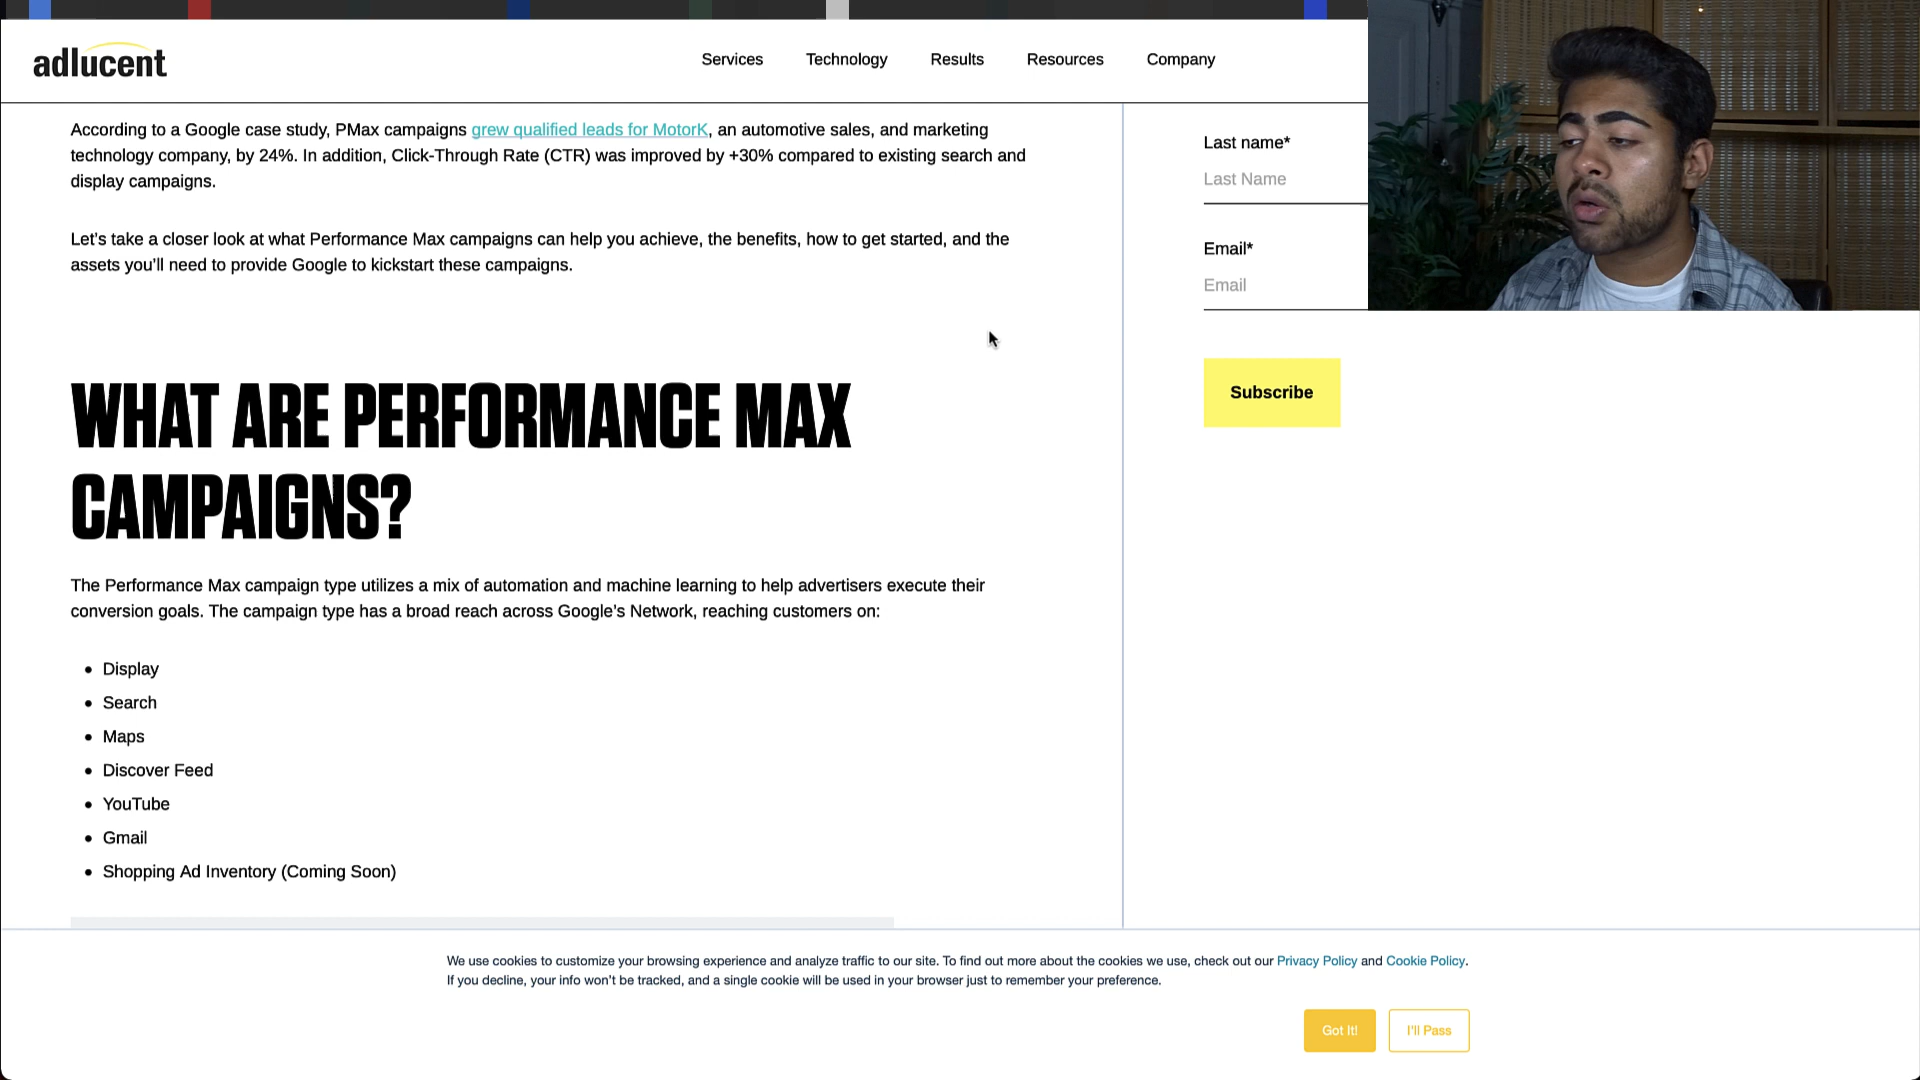 adlucent
Services
Technology
Results
Resources
Company
According to a Google case study, PMax campaigns grew qualified leads for MotorK, an automotive sales, and marketing
technology company, by 24%. In addition, Click-Through Rate (CTR) was improved by +30% compared to existing search and
display campaigns.
Let’s take a closer look at what Performance Max campaigns can help you achieve, the benefits, how to get started, and the
assets you’ll need to provide Google to kickstart these campaigns.
WHAT ARE PERFORMANCE MAX
CAMPAIGNS?
The Performance Max campaign type utilizes a mix of automation and machine learning to help advertisers execute their
conversion goals. The campaign type has a broad reach across Google’s Network, reaching customers on:
• Display
• Search
• Maps
• Discover Feed
• YouTube
• Gmail
• Shopping Ad Inventory (Coming Soon)
Last name*
Last Name
Email*
Email
Subscribe
We use cookies to customize your browsing experience and analyze traffic to our site. To find out more about the cookies we use, check out our Privacy Policy and Cookie Policy.
If you decline, your info won’t be tracked, and a single cookie will be used in your browser just to remember your preference.
Got It!
I'll Pass